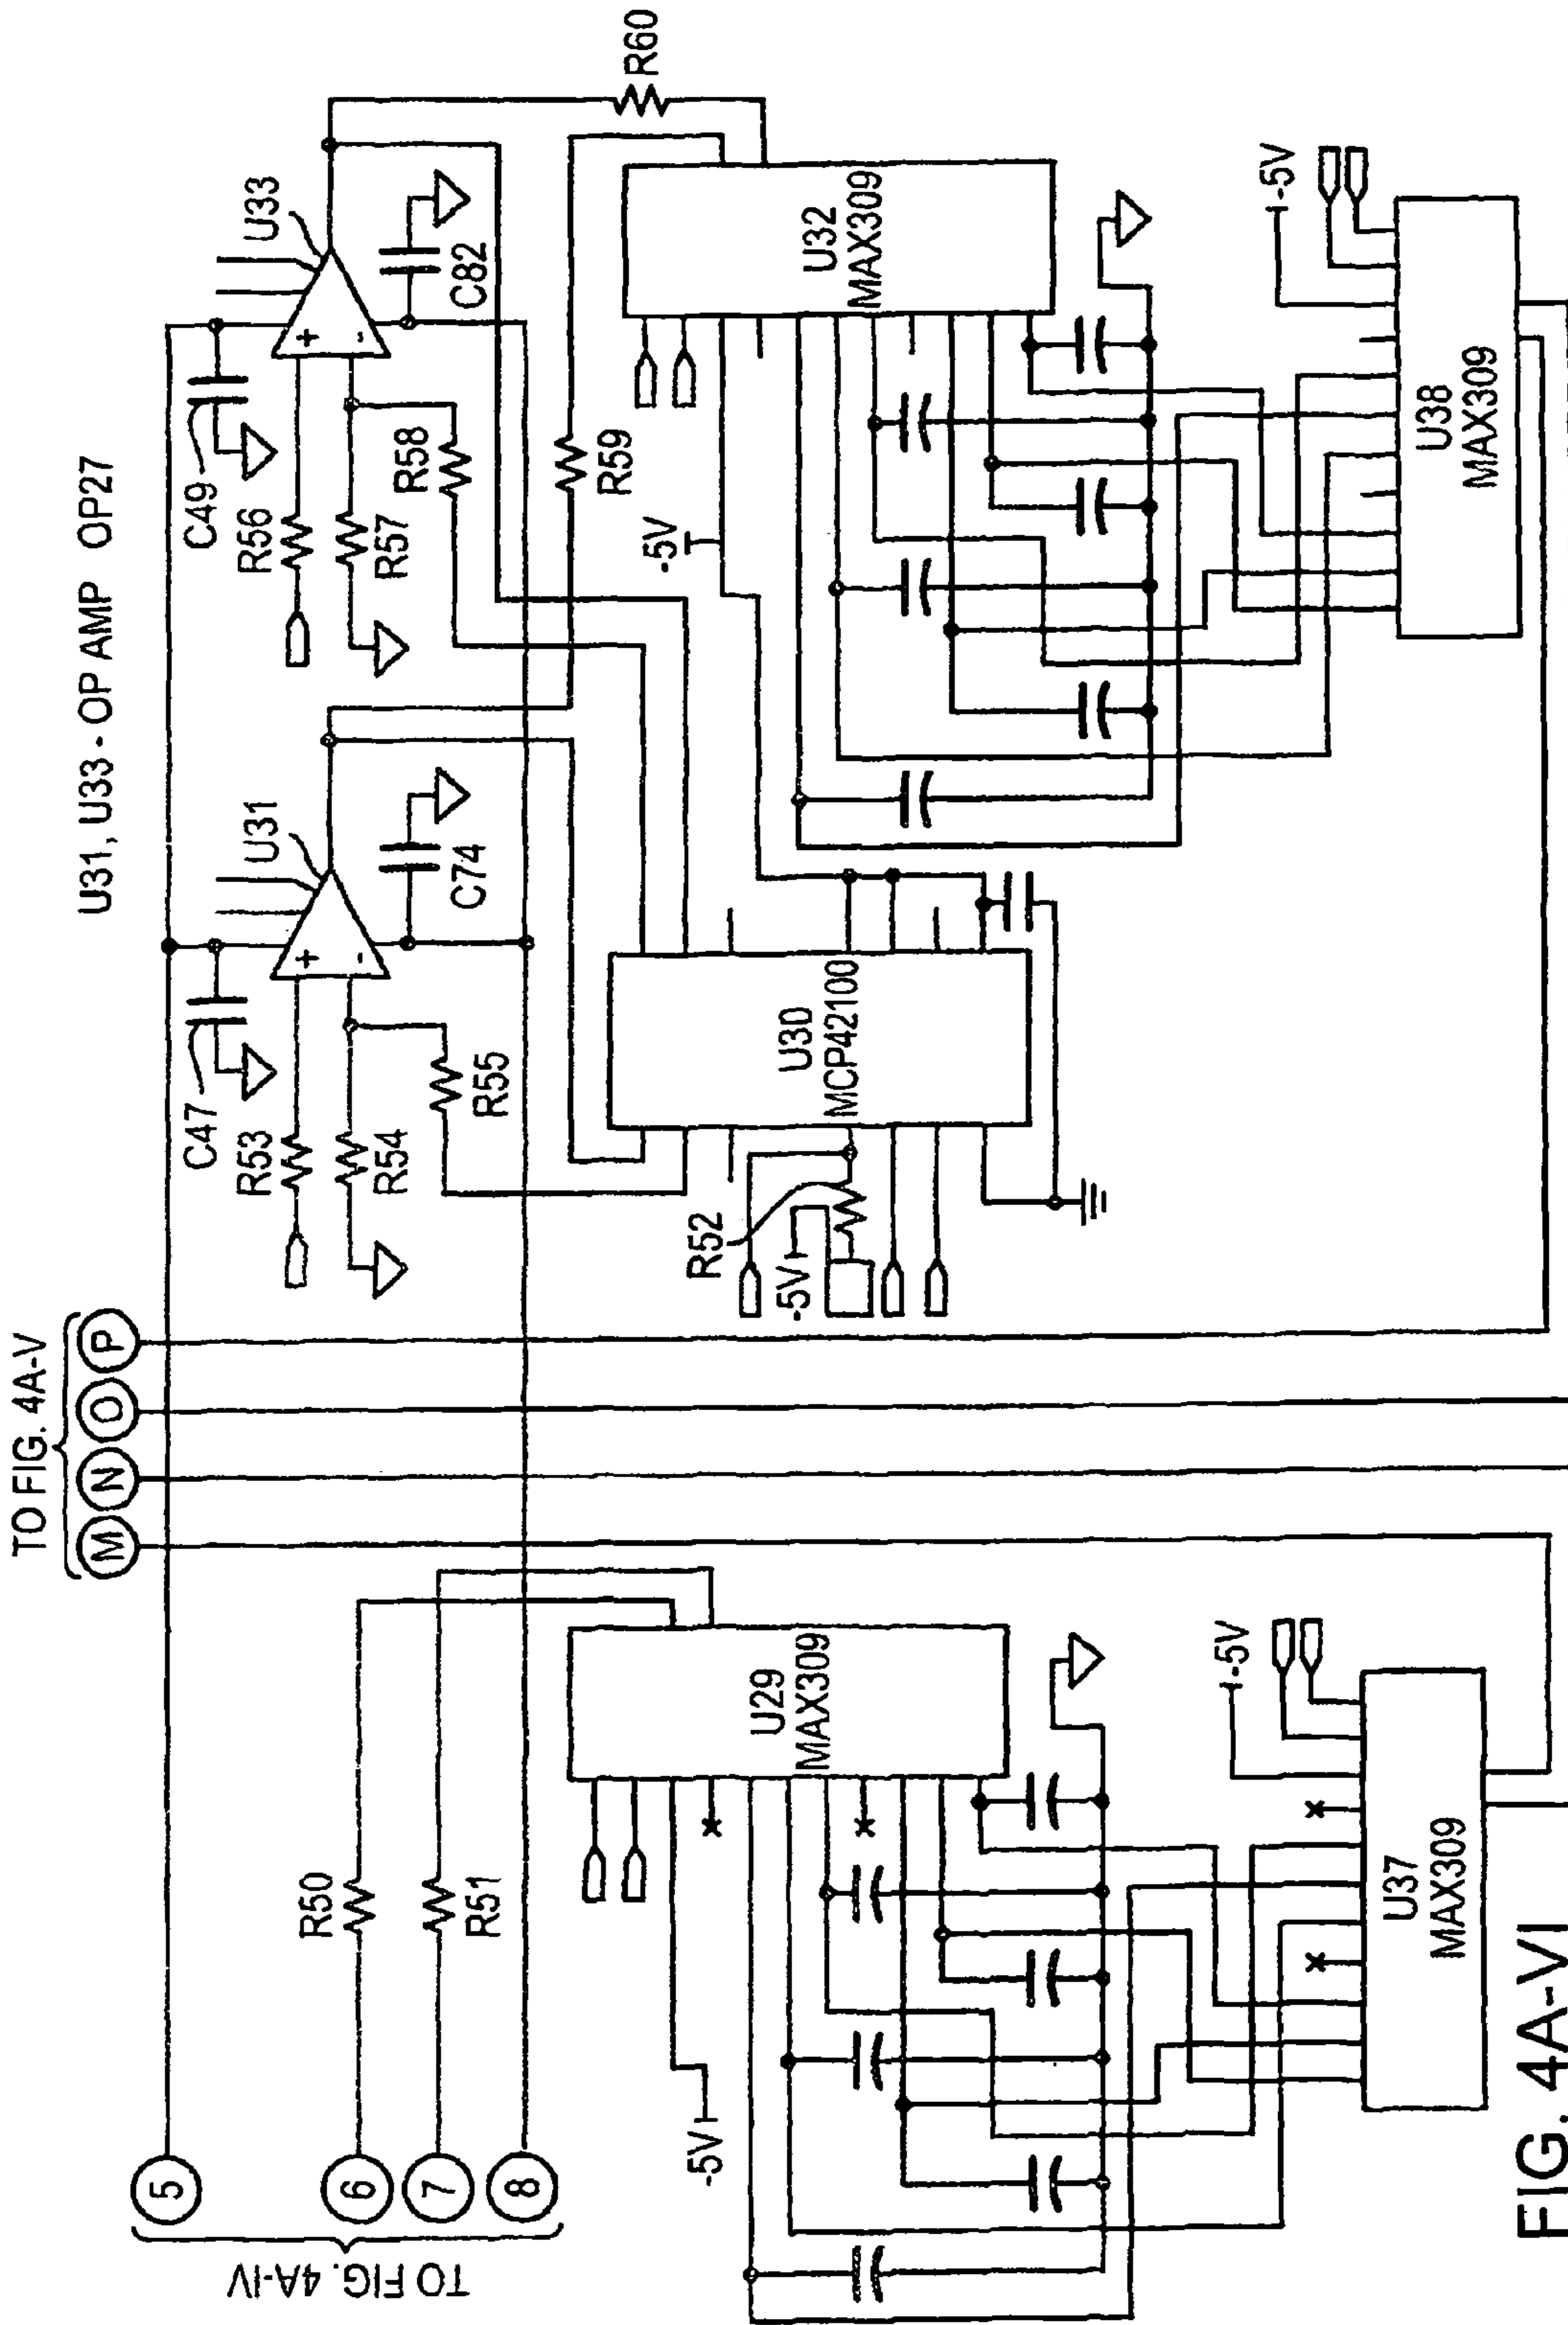 TO FIG. 4A-IV
5
6
7
8
TO FIG. 4A-V
M N O P
U31, U33 - OP AMP OP27
R50
R51
C47
R53
R54
R55
U31
C74
C49
R56
R57
R58
U33
C82
R59
R60
-5V
U29
MAX309
R52
-5V
U30
MCP42100
-5V
U32
MAX309
-5V
U37
MAX309
-5V
U38
MAX309
+
-
+
-
FIG. 4A-VI